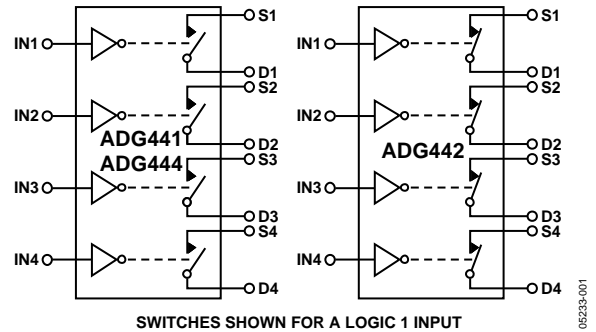 S1
IN1
D1
S2
IN2
D2
ADG441
ADG444
S3
IN3
D3
S4
IN4
D4
S1
IN1
D1
S2
IN2
D2
ADG442
S3
IN3
D3
S4
IN4
D4
SWITCHES SHOWN FOR A LOGIC 1 INPUT
05233-001